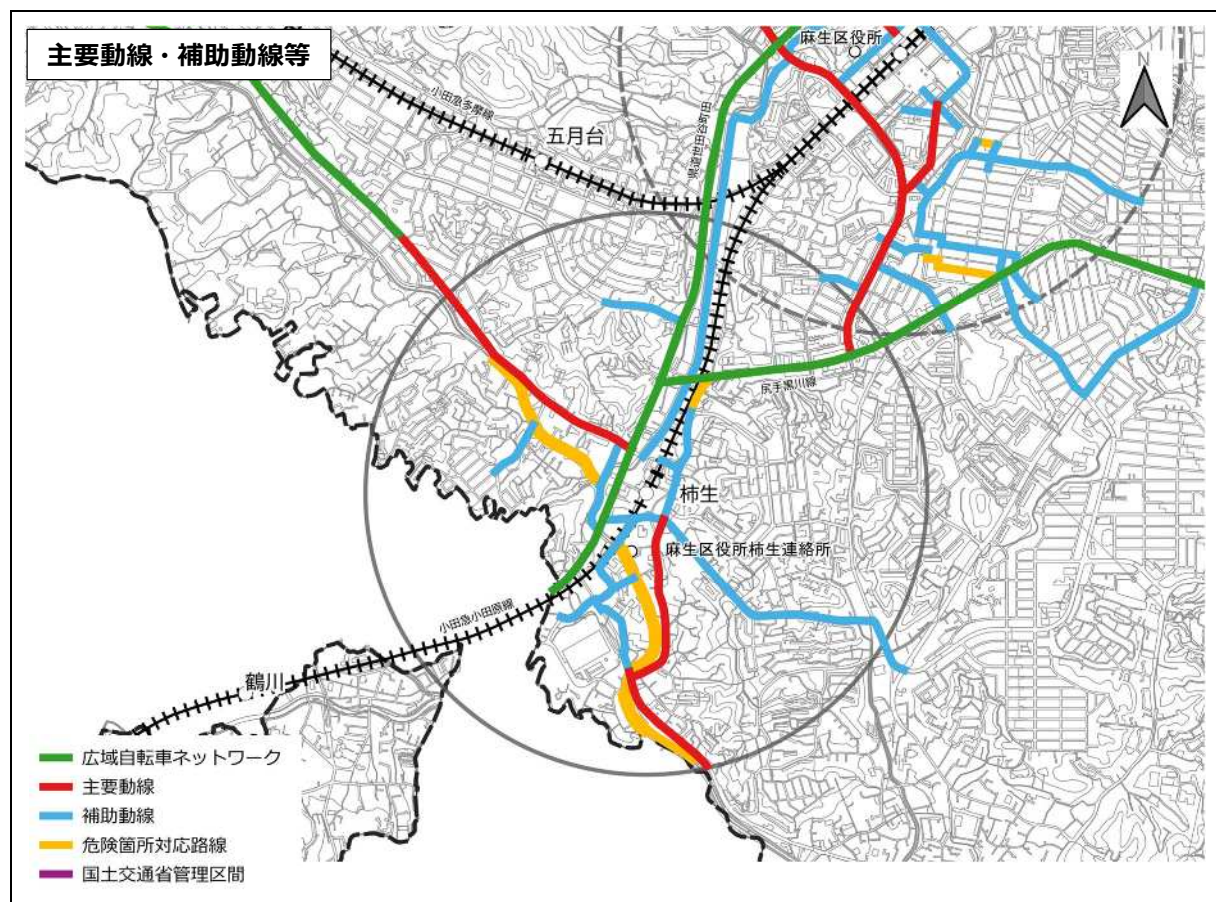 主要動線・補助動線等
麻生区役所
N
小田急多摩線
県道世田谷町田
五月台
尻手黒川線
柿生
麻生区役所柿生連絡所
小田急小田原線
鶴川
広域自転車ネットワーク
主要動線
補助動線
危険箇所対応路線
国土交通省管理区間